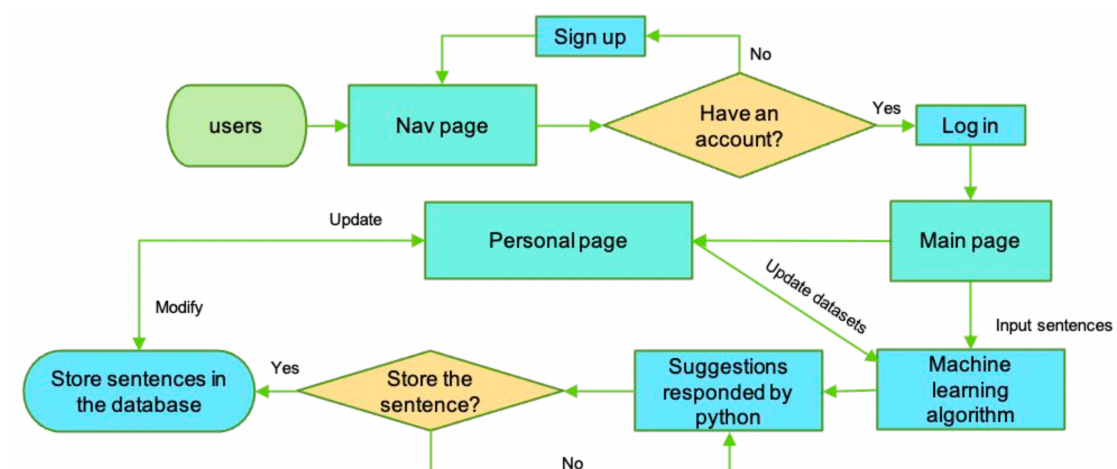 Sign up
No
users
Nav page
Have an
account?
Yes
Log in
Update
Personal page
Main page
Update datasets
Modify
Input sentences
Store sentences in
the database
Yes
Store the
sentence?
Suggestions
responded by
python
Machine
learning
algorithm
No